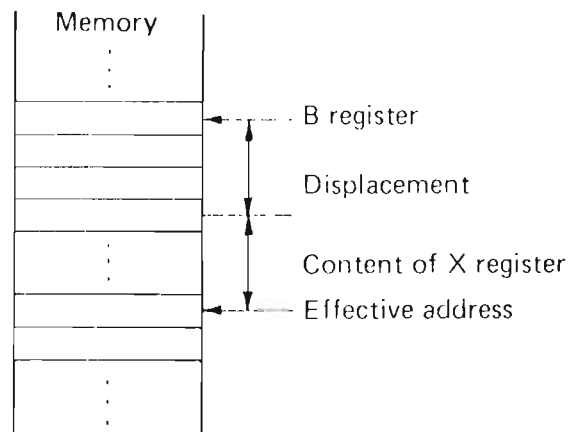 Memory
B register
Displacement
Content of X register
Effective address